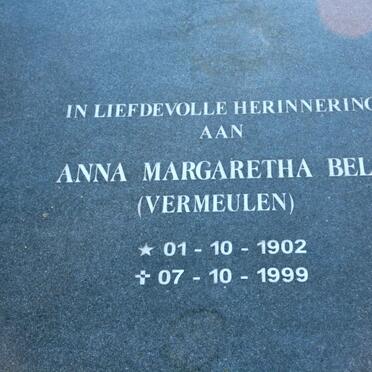 IN LIEFDEVOLLE HERINNERING
AAN
ANNA MARGARETHA BEL
(VERMEULEN)
★ 01 - 10 - 1902
✝ 07 - 10 - 1999